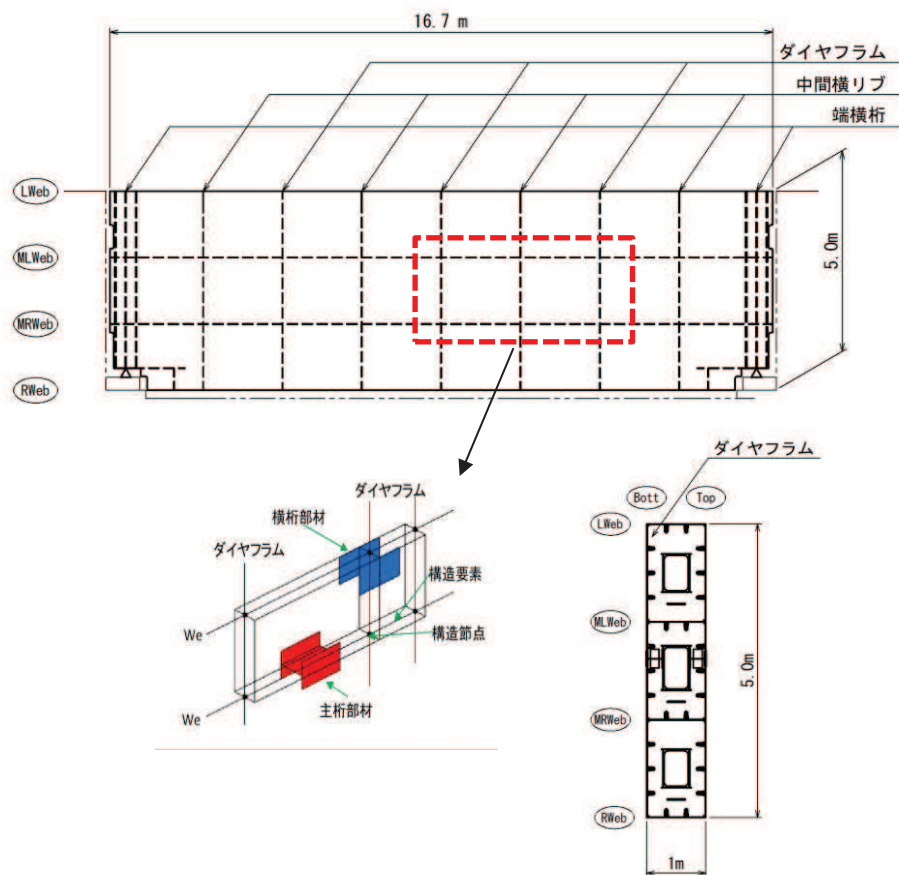 16.7 m
ダイヤフラム
中間横リブ
端横桁
LWeb
MLWeb
MRWeb
RWeb
5.0m
ダイヤフラム
横桁部材
ダイヤフラム
構造要素
構造節点
We
We
主桁部材
ダイヤフラム
Bott
Top
LWeb
MLWeb
MRWeb
RWeb
5.0m
1m